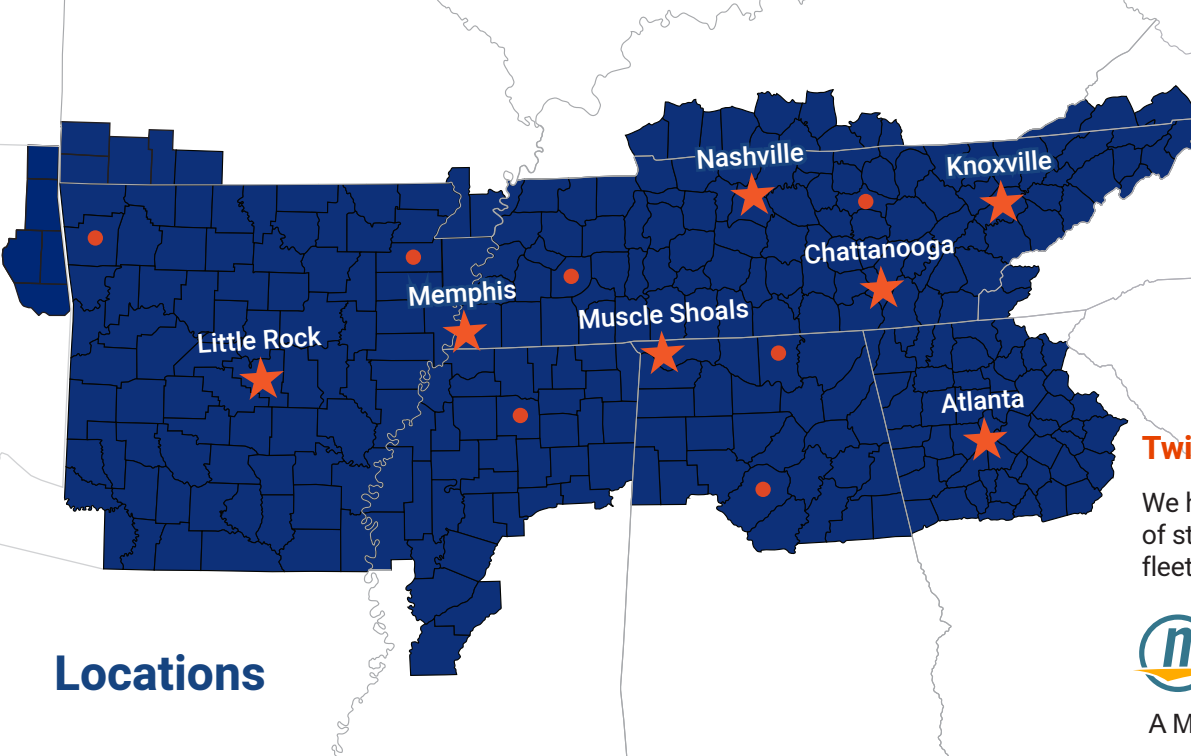 Nashville
Knoxville
Chattanooga
Memphis
Muscle Shoals
Little Rock
Atlanta
Twi
We h
of st
fleet
n
Locations
A M